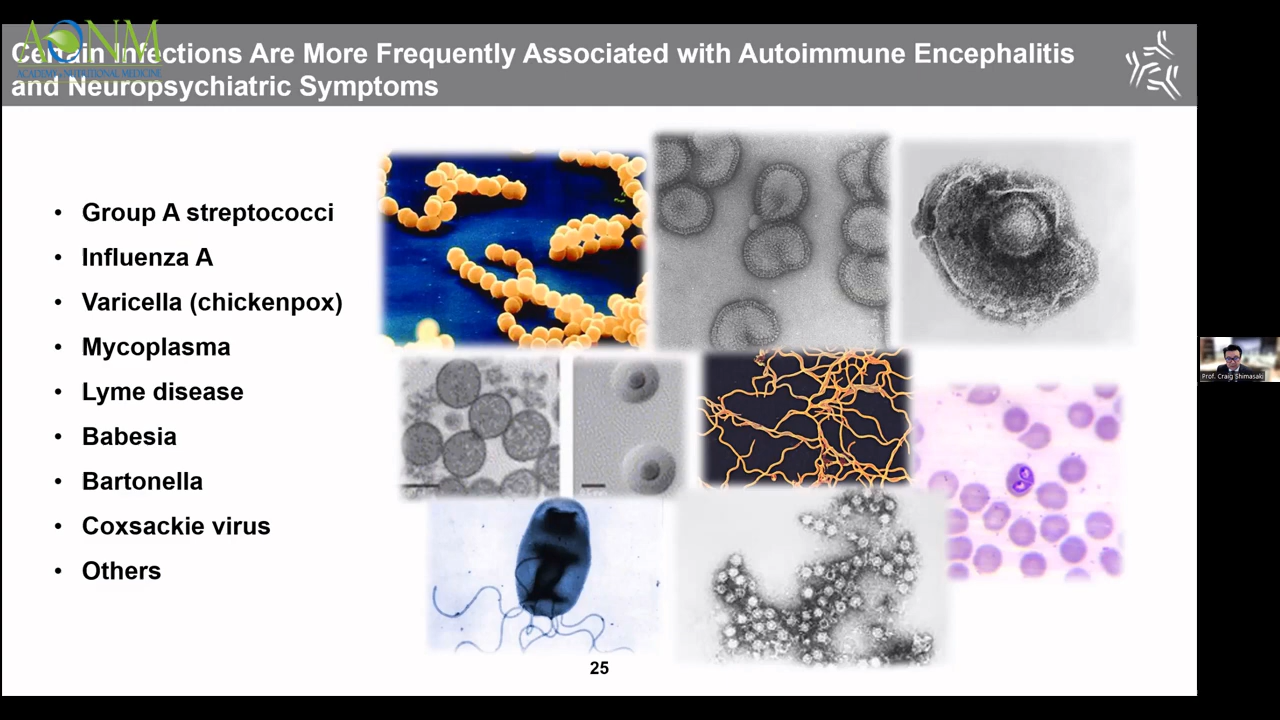 AONM
ACADEMY of NUTRITIONAL MEDICINE
Certain Infections Are More Frequently Associated with Autoimmune Encephalitis
and Neuropsychiatric Symptoms
• Group A streptococci
• Influenza A
• Varicella (chickenpox)
• Mycoplasma
• Lyme disease
• Babesia
• Bartonella
• Coxsackie virus
• Others
25
Prof. Craig Shimasaki